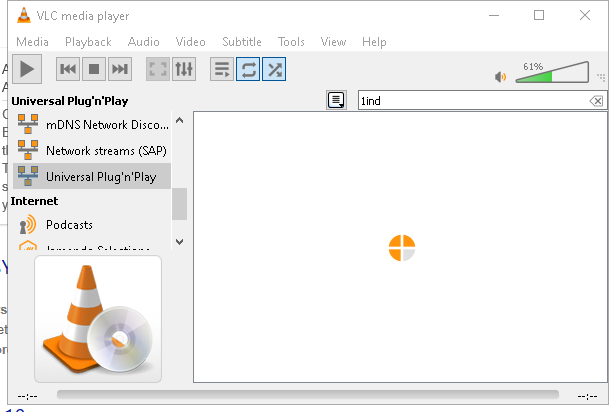 VLC media player
Media Playback Audio Video Subtitle Tools View Help
61%
Universal Plug'n'Play
1ind
mDNS Network Disco...
Network streams (SAP)
Universal Plug'n'Play
Internet
Podcasts
--:-- --:--